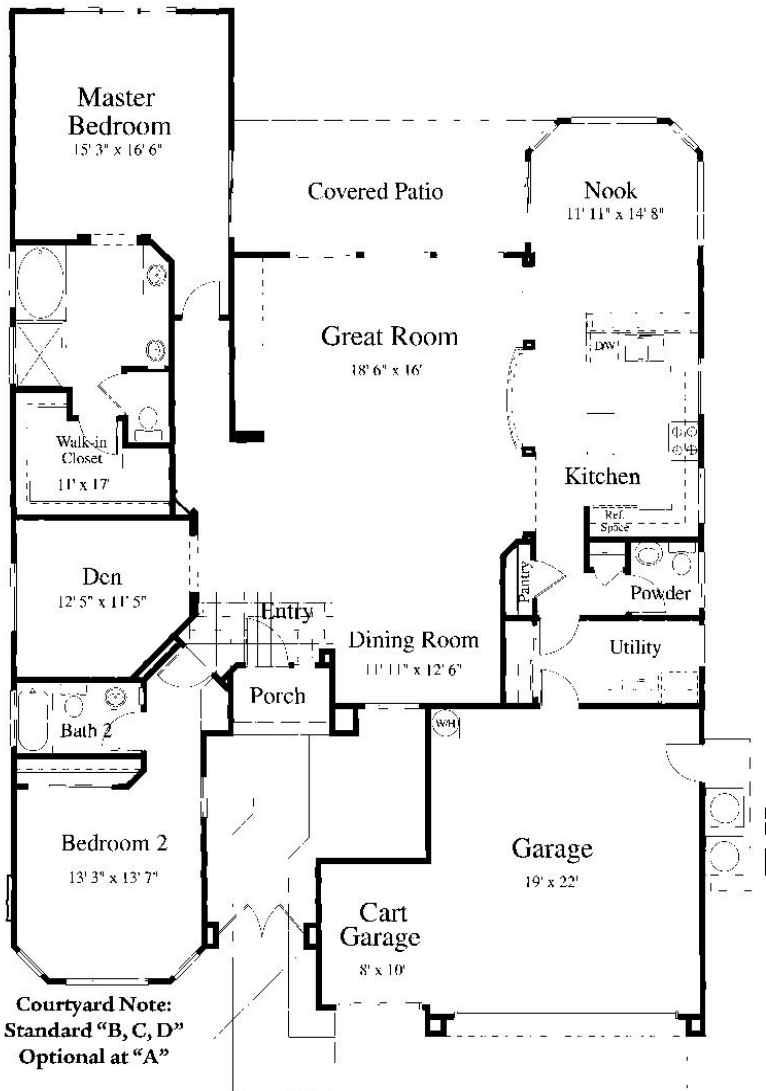 Master
Bedroom
15' 3" x 16' 6"
Covered Patio
Nook
11' 11" x 14' 8"
Great Room
18' 6" x 16'
D/W
Walk-in
Closet
11' x 17'
Kitchen
Ref.
Space
Den
12' 5" x 11' 5"
Pantry
Powder
Entry
Dining Room
11' 11" x 12' 6"
Utility
Porch
Bath 2
W/H
Bedroom 2
13' 3" x 13' 7"
Garage
19' x 22'
Cart
Garage
8' x 10'
Courtyard Note:
Standard “B, C, D”
Optional at “A”